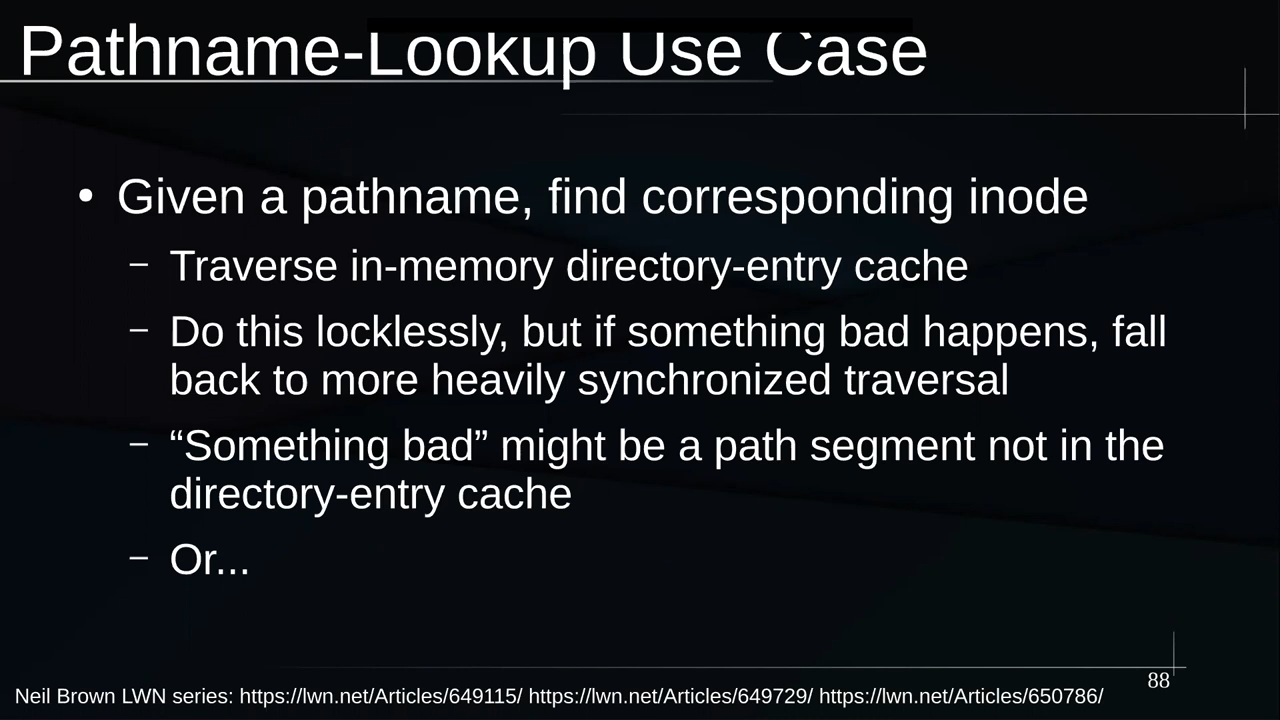 Pathname-Lookup Use Case
• Given a pathname, find corresponding inode
– Traverse in-memory directory-entry cache
– Do this locklessly, but if something bad happens, fall
back to more heavily synchronized traversal
– “Something bad” might be a path segment not in the
directory-entry cache
– Or...
88
Neil Brown LWN series: https://lwn.net/Articles/649115/ https://lwn.net/Articles/649729/ https://lwn.net/Articles/650786/